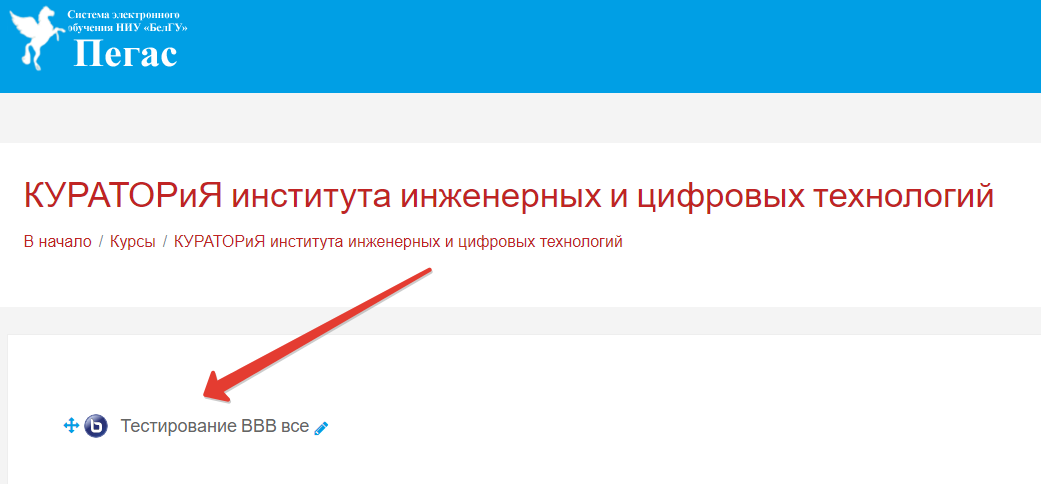 Система электронного
обучения НИУ «БелГУ»
Пегас
КУРАТОРиЯ института инженерных и цифровых технологий
В начало / Курсы / КУРАТОРиЯ института инженерных и цифровых технологий
b Тестирование ВВВ все